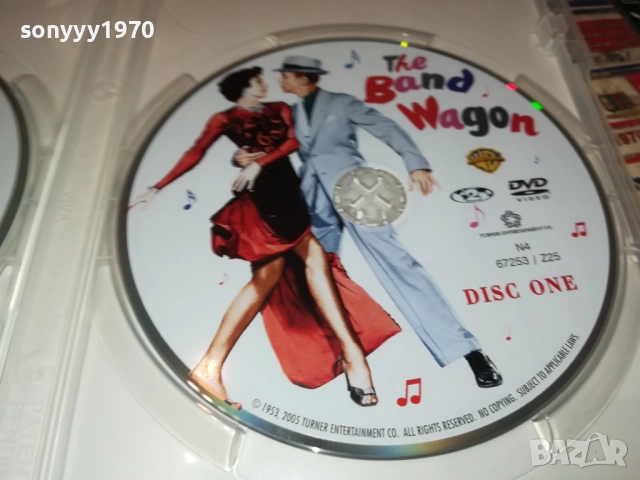 sonyyy1970
The
Band
Wagon
DVD
VIDEO
TURNER ENTERTAINMENT CO.
N4
67253 | Z25
DISC ONE
© 1953, 2005 TURNER ENTERTAINMENT CO. ALL RIGHTS RESERVED. NO COPYING. SUBJECT TO APPLICABLE LAWS
BAZAR